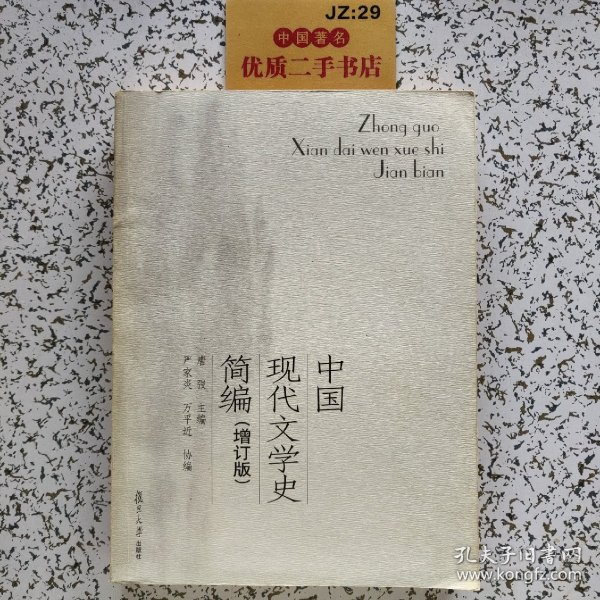 JZ:29
中国著名
优质二手书店
Zhong guo
Xian dai wen xue shi
Jian bian
中国
现代文学史
简编(增订版)
唐弢 主编
严家炎 万平近 协编
復旦大学出版社
孔夫子旧书网
www.kongfz.com